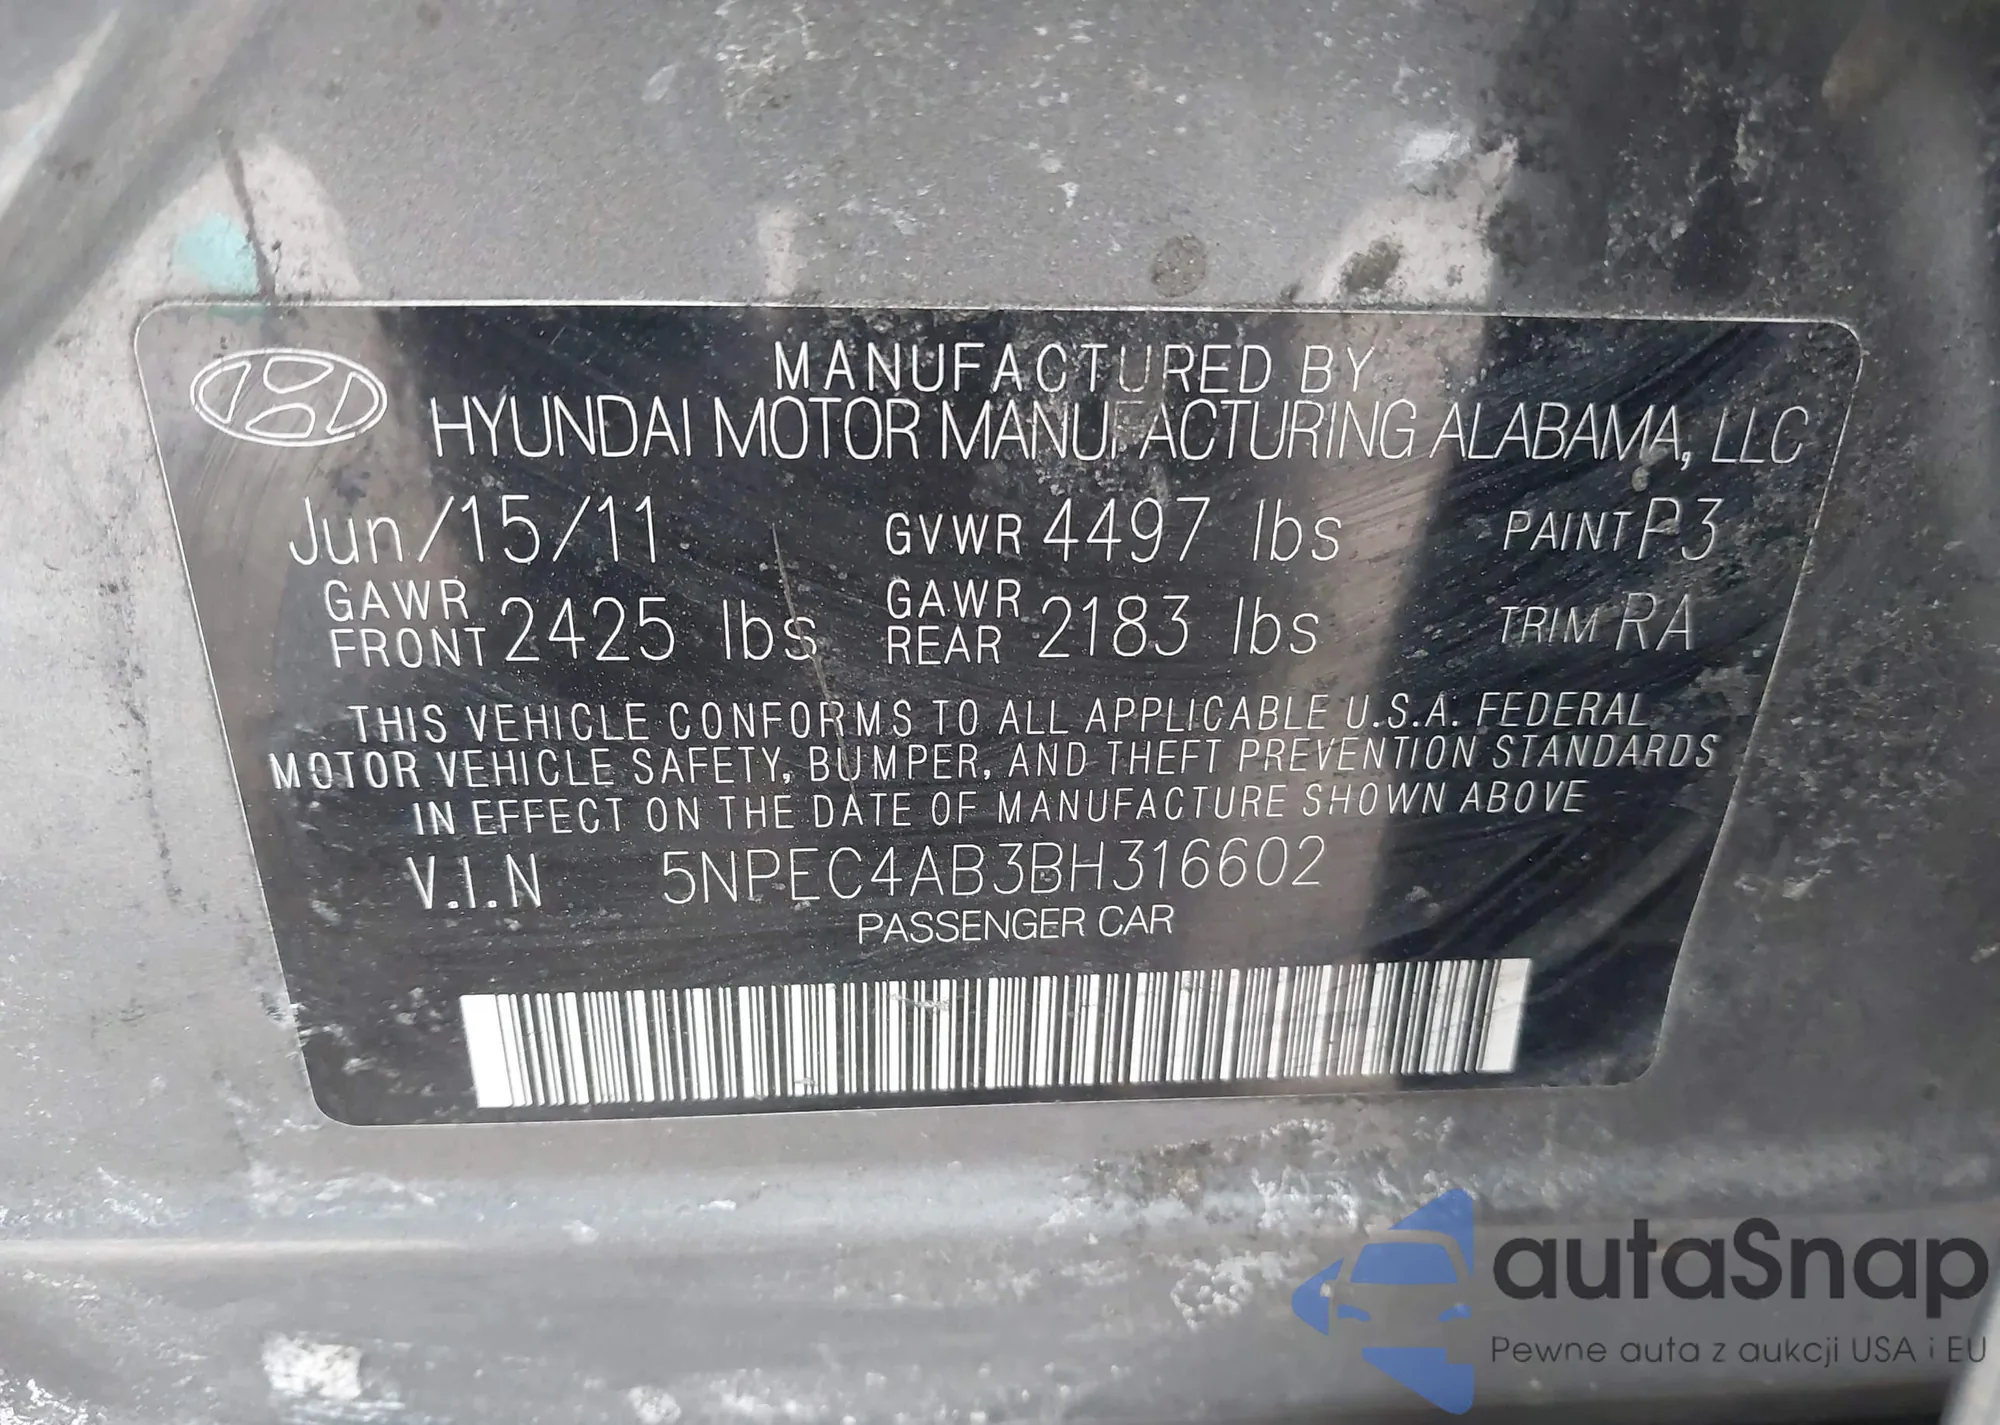 MANUFACTURED BY
HYUNDAI MOTOR MANUFACTURING ALABAMA, LLC
Jun/15/11 GVWR 4497 lbs PAINT P3
GAWR FRONT 2425 lbs GAWR REAR 2183 lbs TRIM RA
THIS VEHICLE CONFORMS TO ALL APPLICABLE U.S.A. FEDERAL
MOTOR VEHICLE SAFETY, BUMPER, AND THEFT PREVENTION STANDARDS
IN EFFECT ON THE DATE OF MANUFACTURE SHOWN ABOVE
V.I.N 5NPEC4AB3BH316602
PASSENGER CAR
autaSnap
Pewne auta z aukcji USA i EU